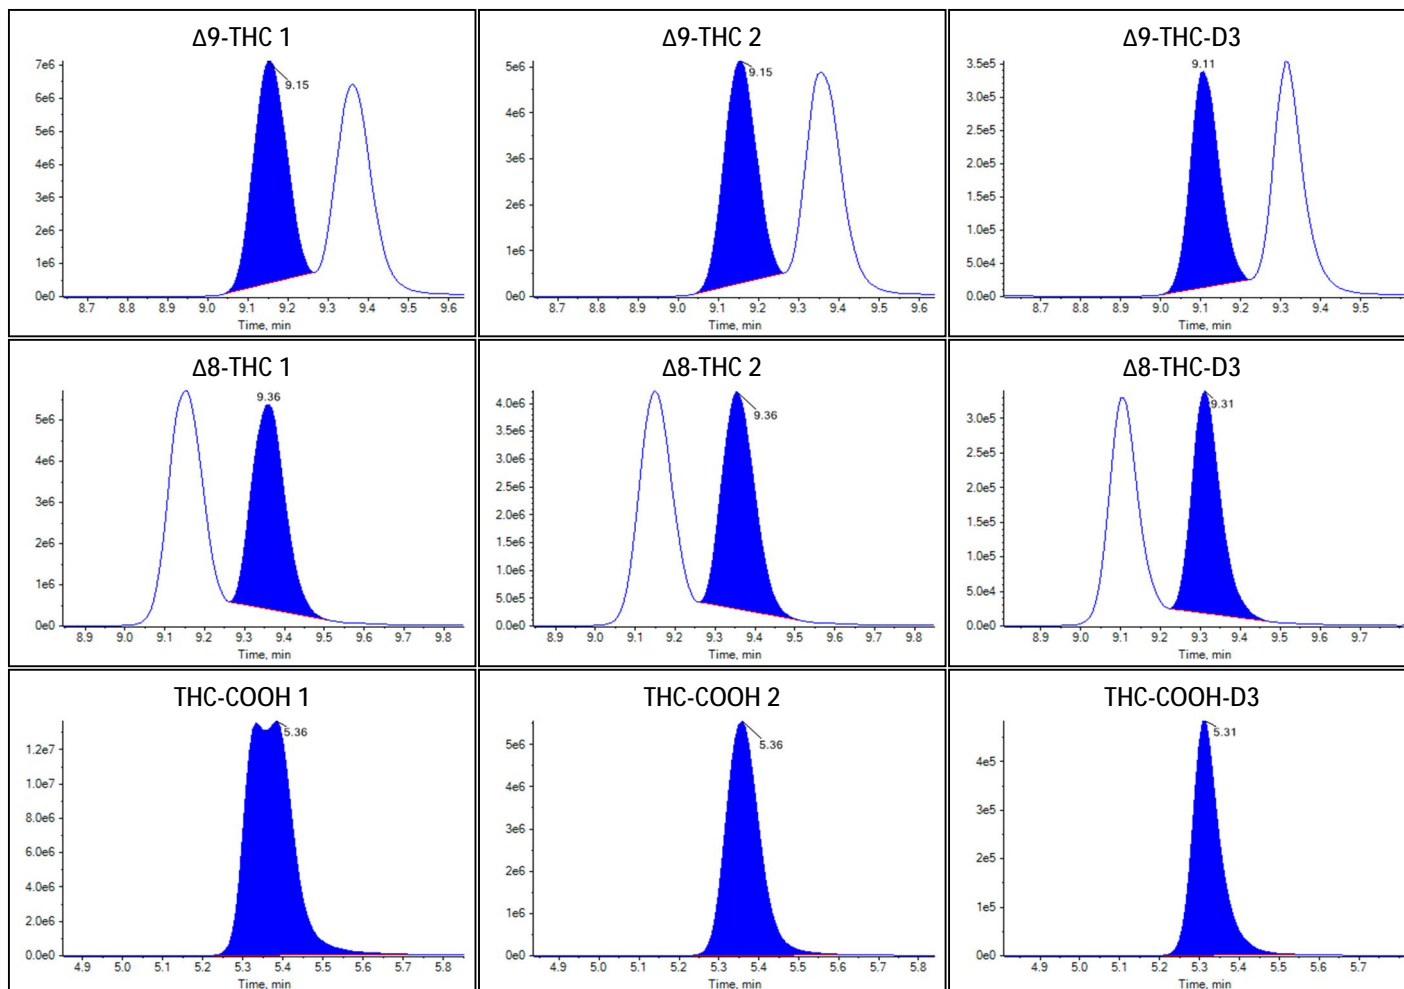 Δ9-THC 1
7e6
6e6
5e6
4e6
3e6
2e6
1e6
0e0
9.15
8.7 8.8 8.9 9.0 9.1 9.2 9.3 9.4 9.5 9.6
Time, min
Δ9-THC 2
5e6
4e6
3e6
2e6
1e6
0e0
9.15
8.7 8.8 8.9 9.0 9.1 9.2 9.3 9.4 9.5 9.6
Time, min
Δ9-THC-D3
3.5e5
3.0e5
2.5e5
2.0e5
1.5e5
1.0e5
5.0e4
0.0e0
9.11
8.7 8.8 8.9 9.0 9.1 9.2 9.3 9.4 9.5
Time, min
Δ8-THC 1
5e6
4e6
3e6
2e6
1e6
0e0
9.36
8.9 9.0 9.1 9.2 9.3 9.4 9.5 9.6 9.7 9.8
Time, min
Δ8-THC 2
4.0e6
3.5e6
3.0e6
2.5e6
2.0e6
1.5e6
1.0e6
5.0e5
0.0e0
9.36
8.9 9.0 9.1 9.2 9.3 9.4 9.5 9.6 9.7 9.8
Time, min
Δ8-THC-D3
3.0e5
2.5e5
2.0e5
1.5e5
1.0e5
5.0e4
0.0e0
9.31
8.9 9.0 9.1 9.2 9.3 9.4 9.5 9.6 9.7
Time, min
THC-COOH 1
1.2e7
1.0e7
8.0e6
6.0e6
4.0e6
2.0e6
0.0e0
5.36
4.9 5.0 5.1 5.2 5.3 5.4 5.5 5.6 5.7 5.8
Time, min
THC-COOH 2
5e6
4e6
3e6
2e6
1e6
0e0
5.36
4.9 5.0 5.1 5.2 5.3 5.4 5.5 5.6 5.7 5.8
Time, min
THC-COOH-D3
4e5
3e5
2e5
1e5
0e0
5.31
4.9 5.0 5.1 5.2 5.3 5.4 5.5 5.6 5.7
Time, min